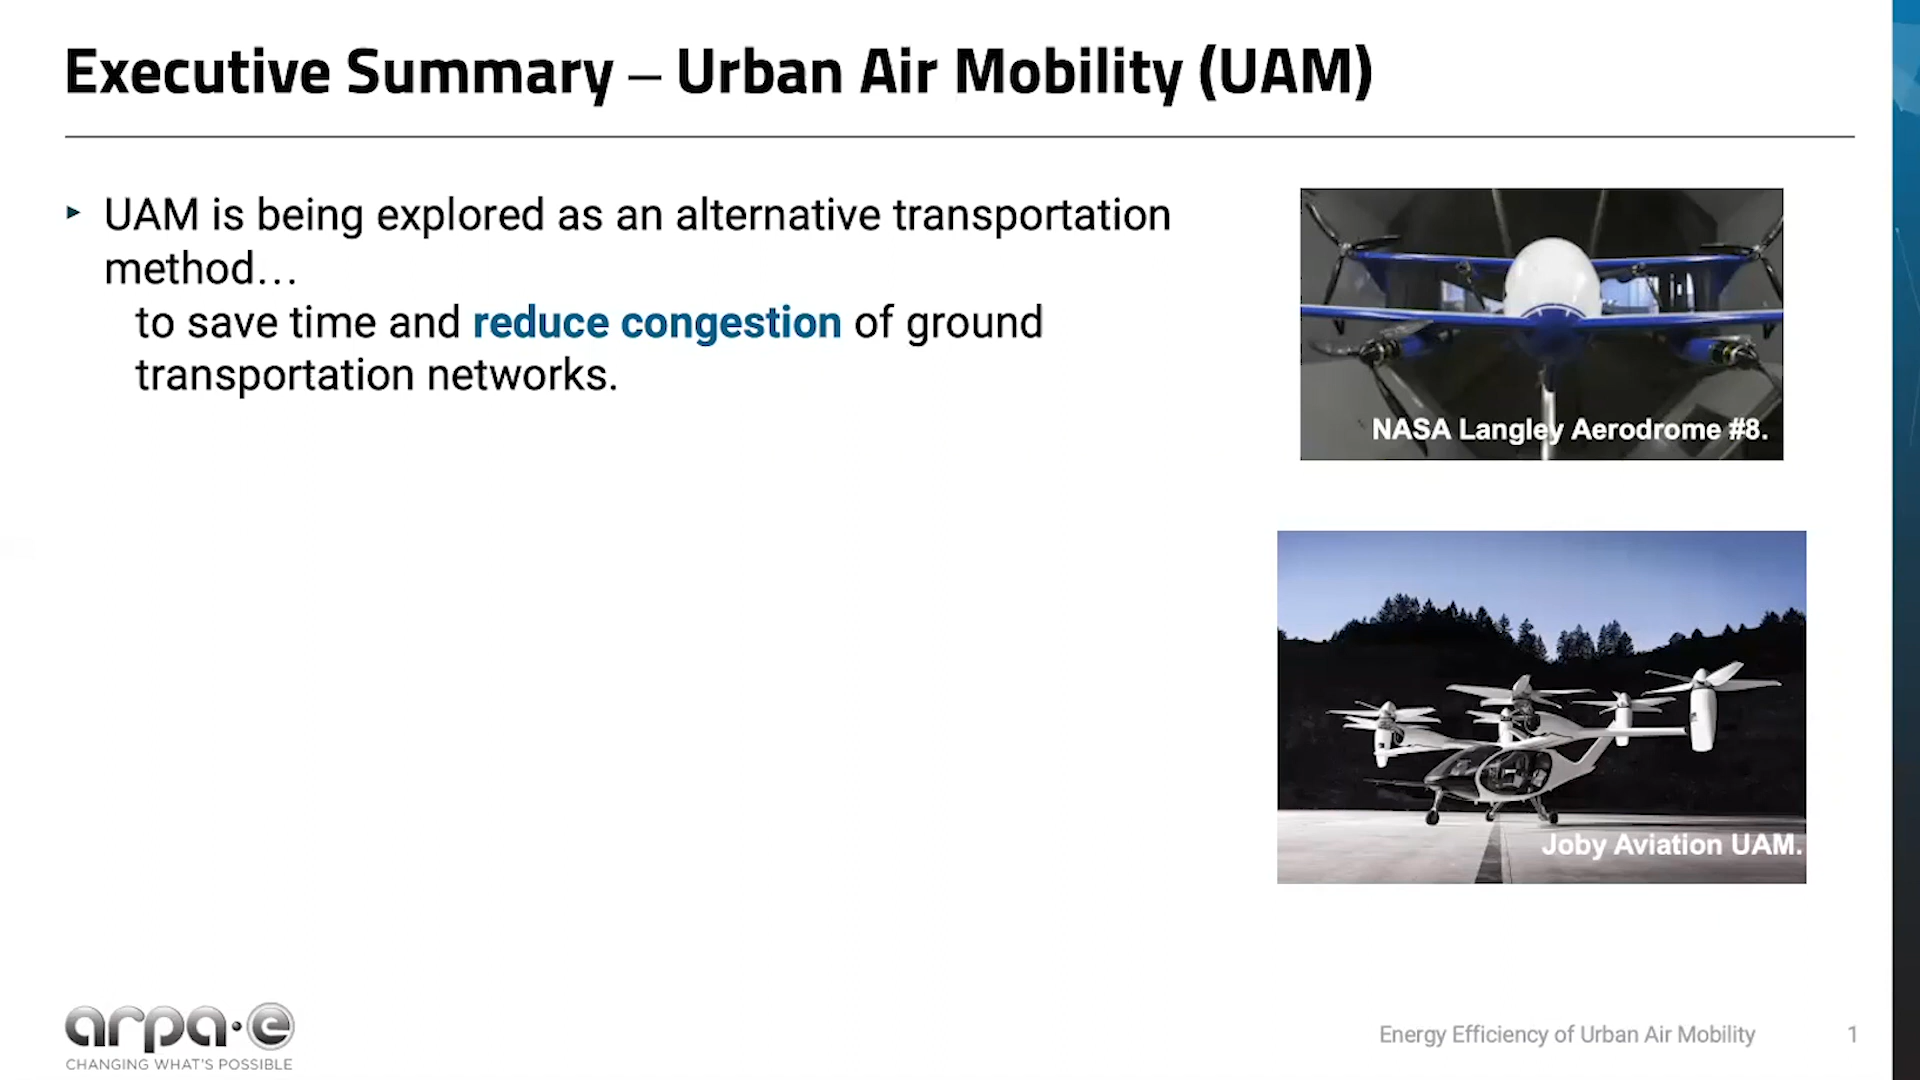 Executive Summary – Urban Air Mobility (UAM)
‣ UAM is being explored as an alternative transportation
method…
to save time and reduce congestion of ground
transportation networks.
NASA Langley Aerodrome #8.
Joby Aviation UAM.
arpa·e
CHANGING WHAT'S POSSIBLE
Energy Efficiency of Urban Air Mobility 1